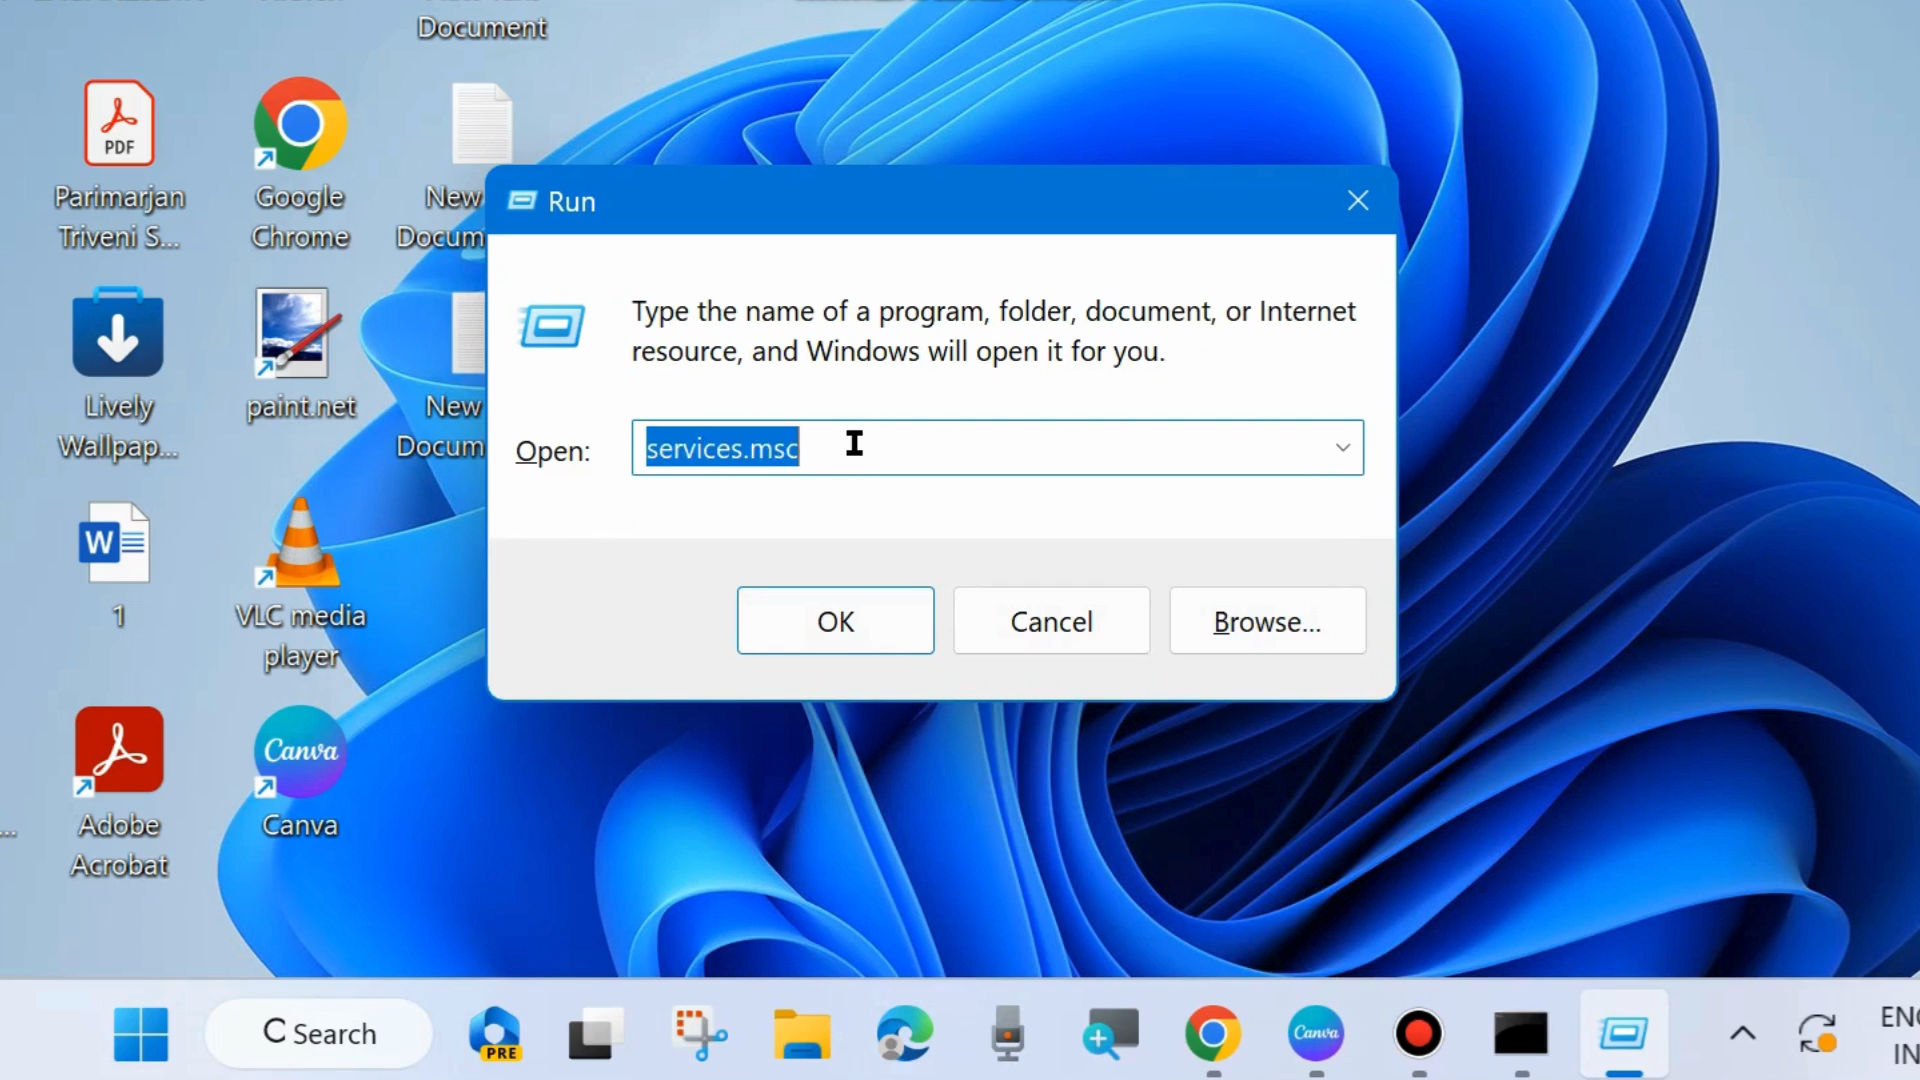 Document
PDF
Parimarjan
Triveni S...
Google
Chrome
New
Docum
Lively
Wallpap...
paint.net
New
Docum
W
1
VLC media
player
Adobe
Acrobat
Canva
Canva
...
Run
Type the name of a program, folder, document, or Internet
resource, and Windows will open it for you.
Open:
services.msc
OK
Cancel
Browse...
Search
PRE
Canva
ENG
IN